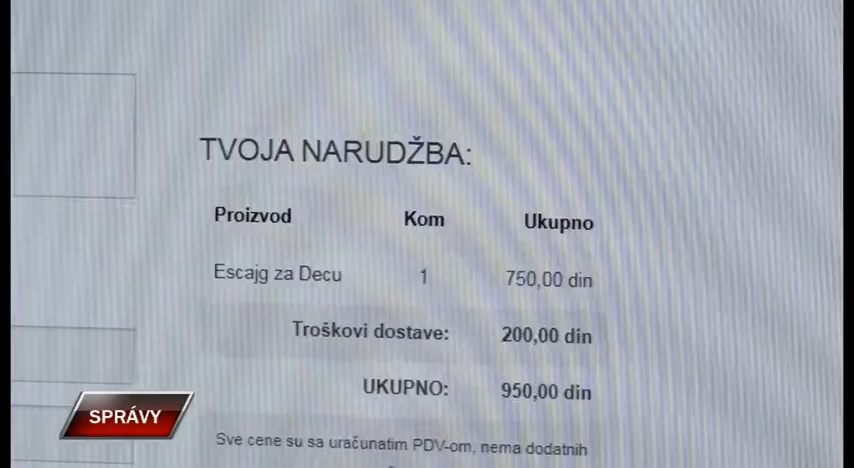 TVOJA NARUDŽBA:
Proizvod Kom Ukupno
Escajg za Decu 1 750,00 din
Troškovi dostave: 200,00 din
UKUPNO: 950,00 din
SPRÁVY
Sve cene su sa uračunatim PDV-om, nema dodatnih